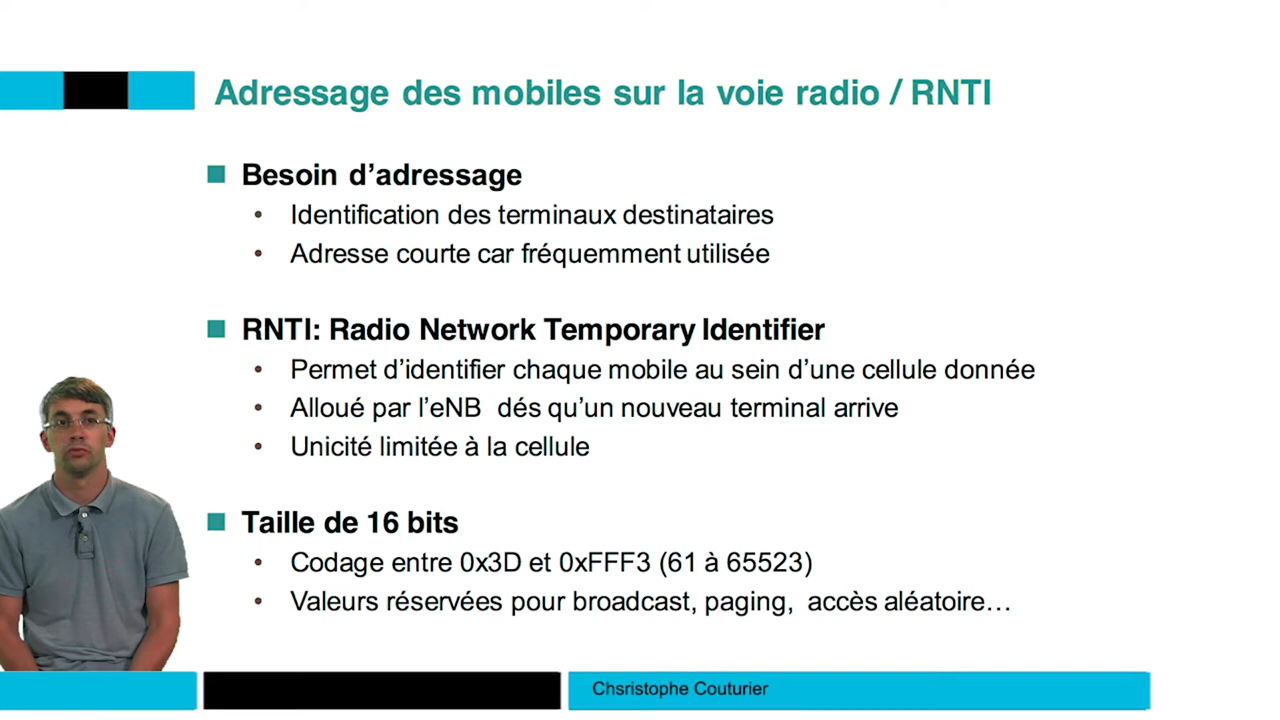 Adressage des mobiles sur la voie radio / RNTI
Besoin d'adressage
• Identification des terminaux destinataires
• Adresse courte car fréquemment utilisée
RNTI: Radio Network Temporary Identifier
• Permet d'identifier chaque mobile au sein d'une cellule donnée
• Alloué par l'eNB dés qu'un nouveau terminal arrive
• Unicité limitée à la cellule
Taille de 16 bits
• Codage entre 0x3D et 0xFFF3 (61 à 65523)
• Valeurs réservées pour broadcast, paging, accès aléatoire…
Chsristophe Couturier